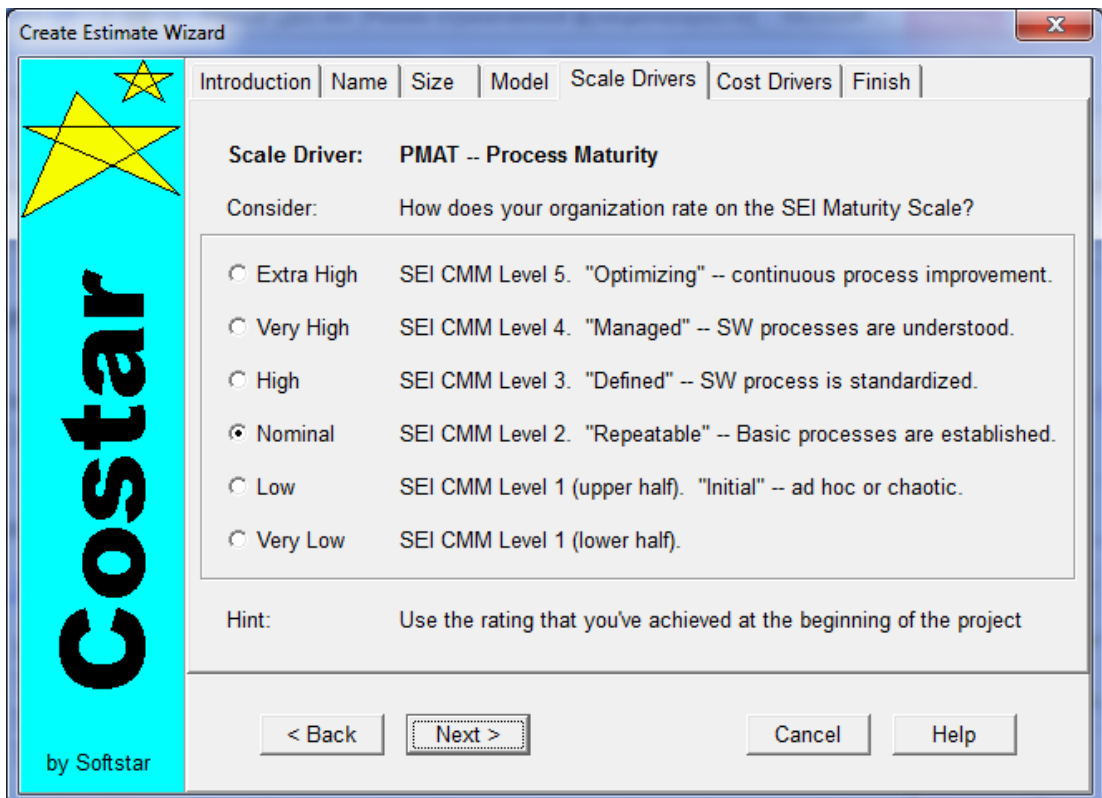 Create Estimate Wizard
Introduction Name Size Model Scale Drivers Cost Drivers Finish
Scale Driver: PMAT -- Process Maturity
Consider: How does your organization rate on the SEI Maturity Scale?
Extra High SEI CMM Level 5. "Optimizing" -- continuous process improvement.
Very High SEI CMM Level 4. "Managed" -- SW processes are understood.
High SEI CMM Level 3. "Defined" -- SW process is standardized.
Nominal SEI CMM Level 2. "Repeatable" -- Basic processes are established.
Low SEI CMM Level 1 (upper half). "Initial" -- ad hoc or chaotic.
Very Low SEI CMM Level 1 (lower half).
Hint: Use the rating that you've achieved at the beginning of the project
< Back Next > Cancel Help
Costar
by Softstar